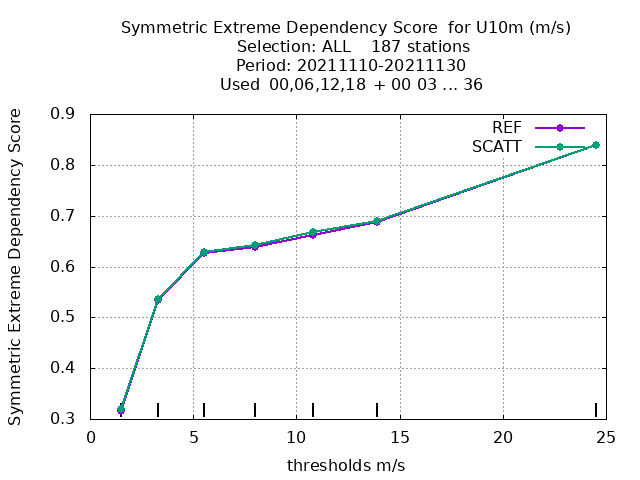 Symmetric Extreme Dependency Score  for U10m (m/s)
Selection: ALL    187 stations
Period: 20211110-20211130
Used  00,06,12,18  + 00 03 ... 36
Symmetric Extreme Dependency Score
0.9
0.8
0.7
0.6
0.5
0.4
0.3
REF
SCATT
0 5 10 15 20 25
thresholds m/s